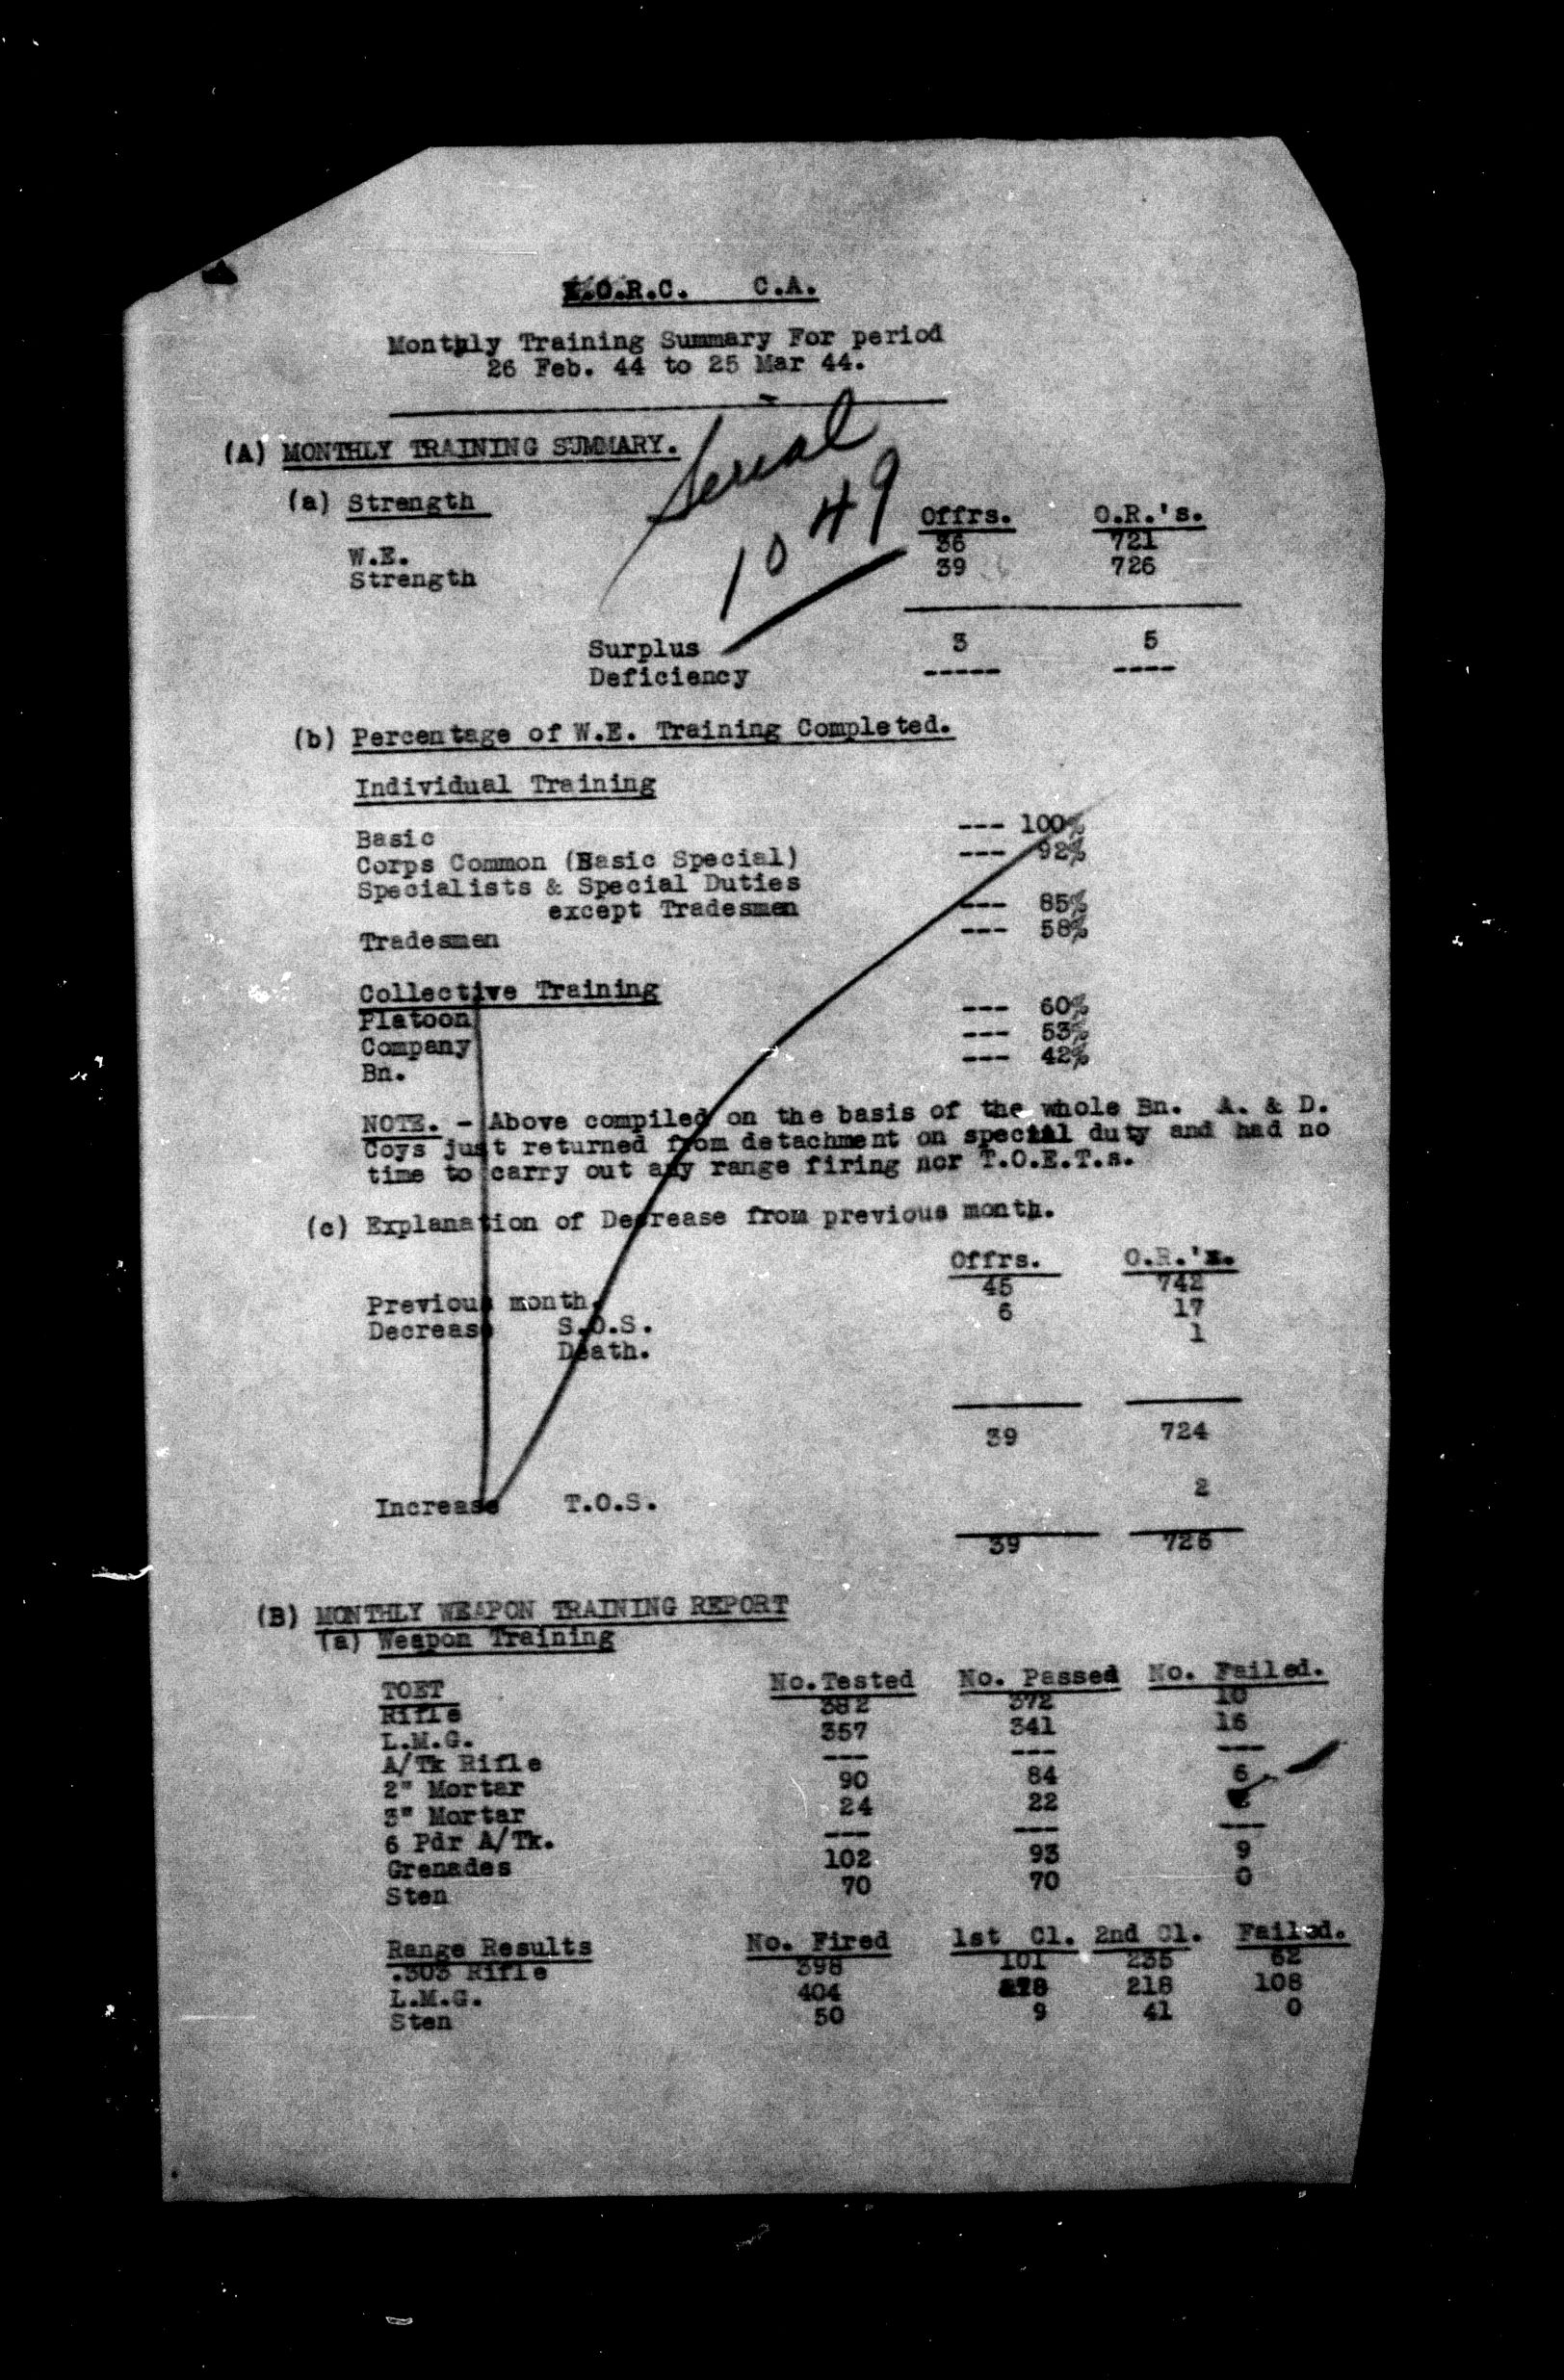 .O.R.C. C.A.
Monthly Training Summary For period
26 Feb. 44 to 25 Mar 44.
Serial
1049
(A) MONTHLY TRAINING SUMMARY.
(a) Strength
Offrs. O.R.'s.
W.E. 36 721
Strength 39 726
Surplus 3 5
Deficiency ----- ----
(b) Percentage of W.E. Training Completed.
Individual Training
Basic --- 100%
Corps Common (Basic Special) --- 92%
Specialists & Special Duties
except Tradesmen --- 85%
Tradesmen --- 58%
Collective Training
Platoon --- 60%
Company --- 53%
Bn. --- 42%
NOTE. - Above compiled on the basis of the whole Bn. A. & D.
Coys just returned from detachment on special duty and had no
time to carry out any range firing nor T.O.E.T.s.
(c) Explanation of Decrease from previous month.
Offrs. O.R.'s.
Previous month. 45 742
Decrease S.O.S. 6 17
Death. 1
39 724
Increase T.O.S. 2
39 726
(B) MONTHLY WEAPON TRAINING REPORT
(a) Weapon Training
TOET No.Tested No. Passed No. Failed.
Rifle 382 372 10
L.M.G. 357 341 16
A/Tk Rifle --- --- ---
2" Mortar 90 84 6
3" Mortar 24 22
6 Pdr A/Tk. --- --- ---
Grenades 102 93 9
Sten 70 70 0
Range Results No. Fired 1st Cl. 2nd Cl. Failed.
.303 Rifle 398 101 235 62
L.M.G. 404 218 108
Sten 50 9 41 0